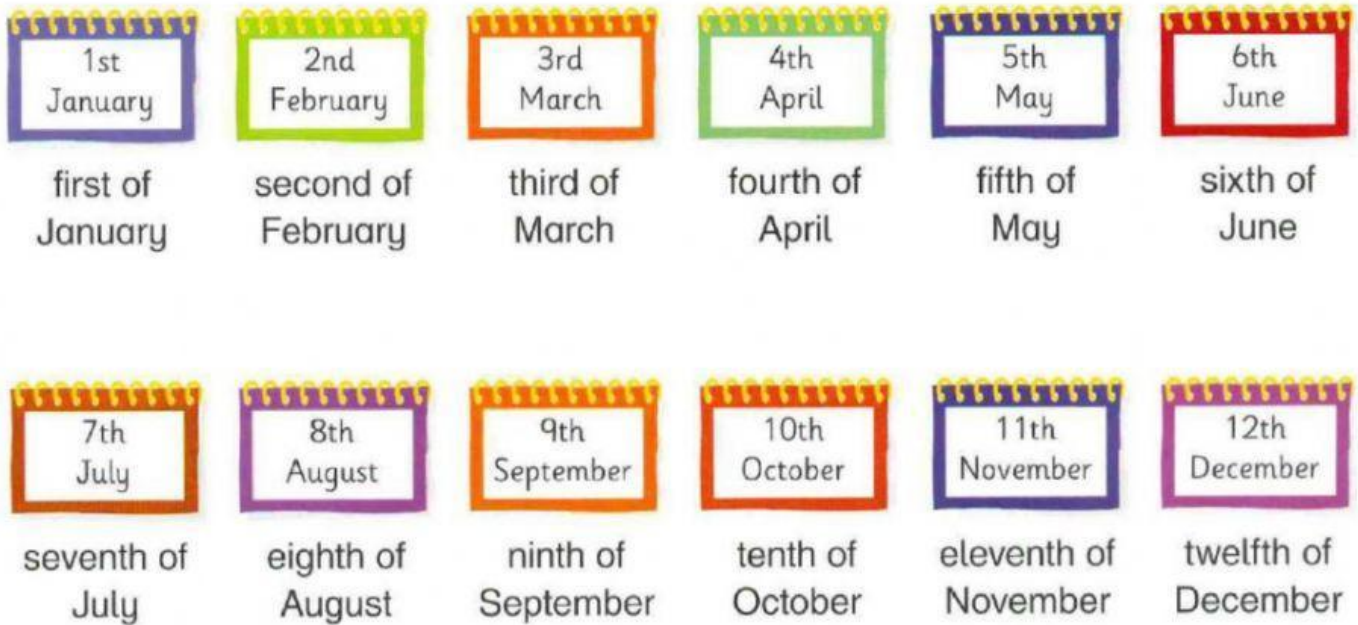 1st
January
2nd
February
3rd
March
4th
April
5th
May
6th
June
first of
January
second of
February
third of
March
fourth of
April
fifth of
May
sixth of
June
7th
July
8th
August
9th
September
10th
October
11th
November
12th
December
seventh of
July
eighth of
August
ninth of
September
tenth of
October
eleventh of
November
twelfth of
December